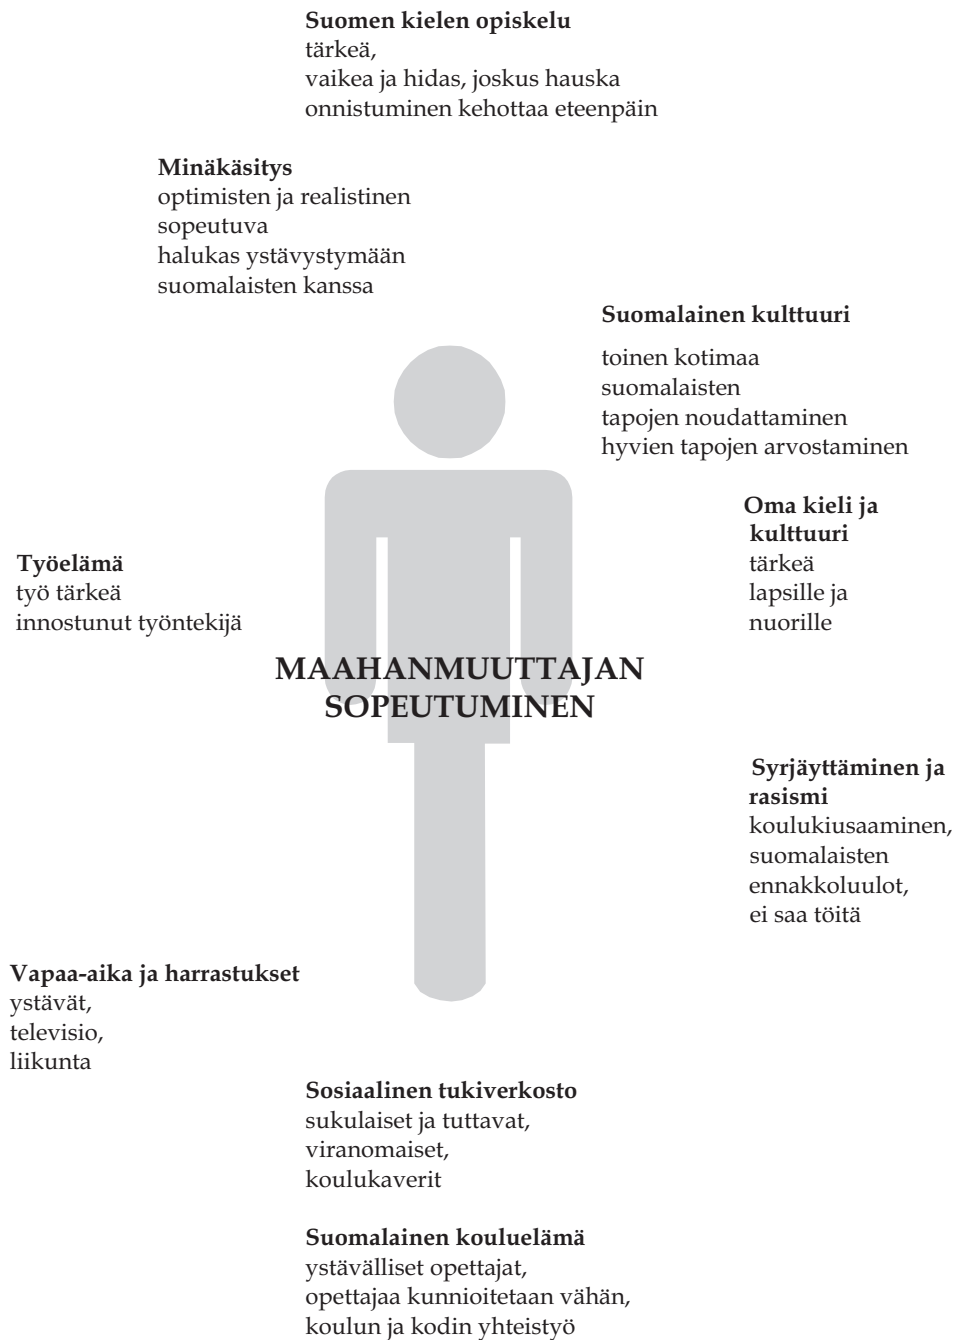 Suomen kielen opiskelu
tärkeä,
vaikea ja hidas, joskus hauska
onnistuminen kehottaa eteenpäin
Minäkäsitys
optimisten ja realistinen
sopeutuva
halukas ystävystymään
suomalaisten kanssa
Suomalainen kulttuuri
toinen kotimaa
suomalaisten
tapojen noudattaminen
hyvien tapojen arvostaminen
Oma kieli ja
kulttuuri
tärkeä
lapsille ja
nuorille
Työelämä
työ tärkeä
innostunut työntekijä
MAAHANMUUTTAJAN
SOPEUTUMINEN
Syrjäyttäminen ja
rasismi
koulukiusaaminen,
suomalaisten
ennakkoluulot,
ei saa töitä
Vapaa-aika ja harrastukset
ystävät,
televisio,
liikunta
Sosiaalinen tukiverkosto
sukulaiset ja tuttavat,
viranomaiset,
koulukaverit
Suomalainen kouluelämä
ystävälliset opettajat,
opettajaa kunnioitetaan vähän,
koulun ja kodin yhteistyö